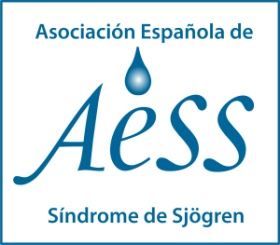 Asociación Española de
Aess
Síndrome de Sjögren